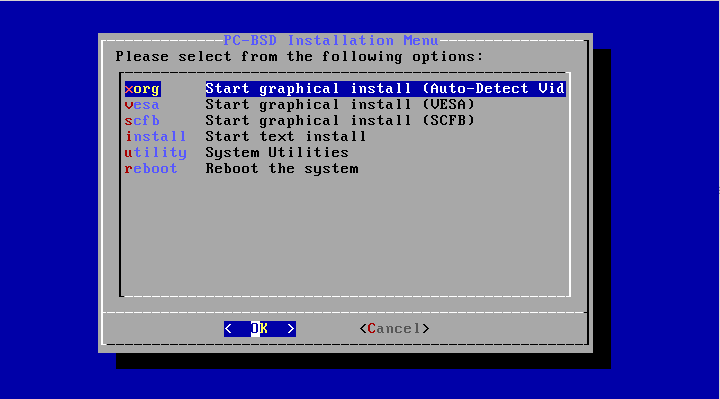 PC-BSD Installation Menu
Please select from the following options:
xorg Start graphical install (Auto-Detect Vid
vesa Start graphical install (VESA)
scfb Start graphical install (SCFB)
install Start text install
utility System Utilities
reboot Reboot the system
< OK > <Cancel>